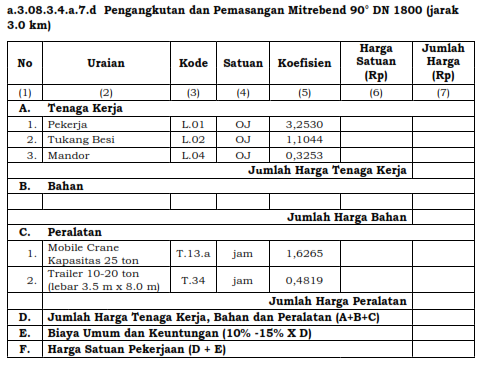 a.3.08.3.4.a.7.d Pengangkutan dan Pemasangan Mitrebend 90° DN 1800 (jarak
3.0 km)
No Uraian Kode Satuan Koefisien Harga Satuan (Rp) Jumlah Harga (Rp)
(1) (2) (3) (4) (5) (6) (7)
A. Tenaga Kerja
1. Pekerja L.01 OJ 3,2530
2. Tukang Besi L.02 OJ 1,1044
3. Mandor L.04 OJ 0,3253
Jumlah Harga Tenaga Kerja
B. Bahan
Jumlah Harga Bahan
C. Peralatan
1. Mobile Crane Kapasitas 25 ton T.13.a jam 1,6265
2. Trailer 10-20 ton (lebar 3.5 m x 8.0 m) T.34 jam 0,4819
Jumlah Harga Peralatan
D. Jumlah Harga Tenaga Kerja, Bahan dan Peralatan (A+B+C)
E. Biaya Umum dan Keuntungan (10% -15% X D)
F. Harga Satuan Pekerjaan (D + E)